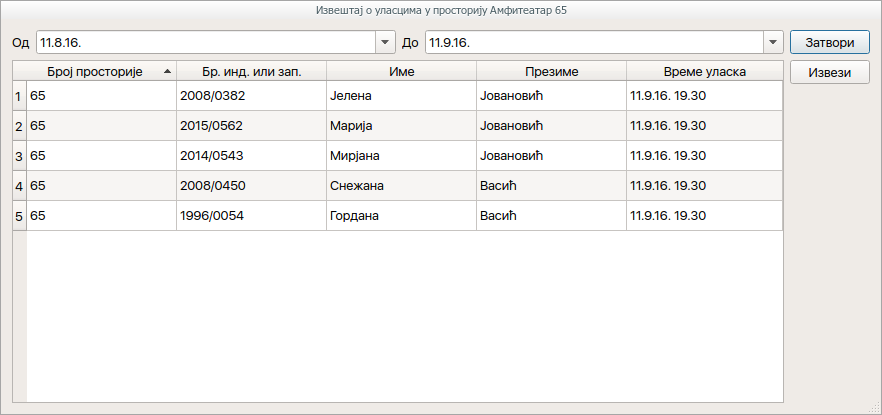 Извештај о уласцима у просторију Амфитеатар 65
Од 11.8.16. До 11.9.16. Затвори
Број просторије Бр. инд. или зап. Име Презиме Време уласка Извези
1 65 2008/0382 Јелена Јовановић 11.9.16. 19.30
2 65 2015/0562 Марија Јовановић 11.9.16. 19.30
3 65 2014/0543 Мирјана Јовановић 11.9.16. 19.30
4 65 2008/0450 Снежана Васић 11.9.16. 19.30
5 65 1996/0054 Гордана Васић 11.9.16. 19.30